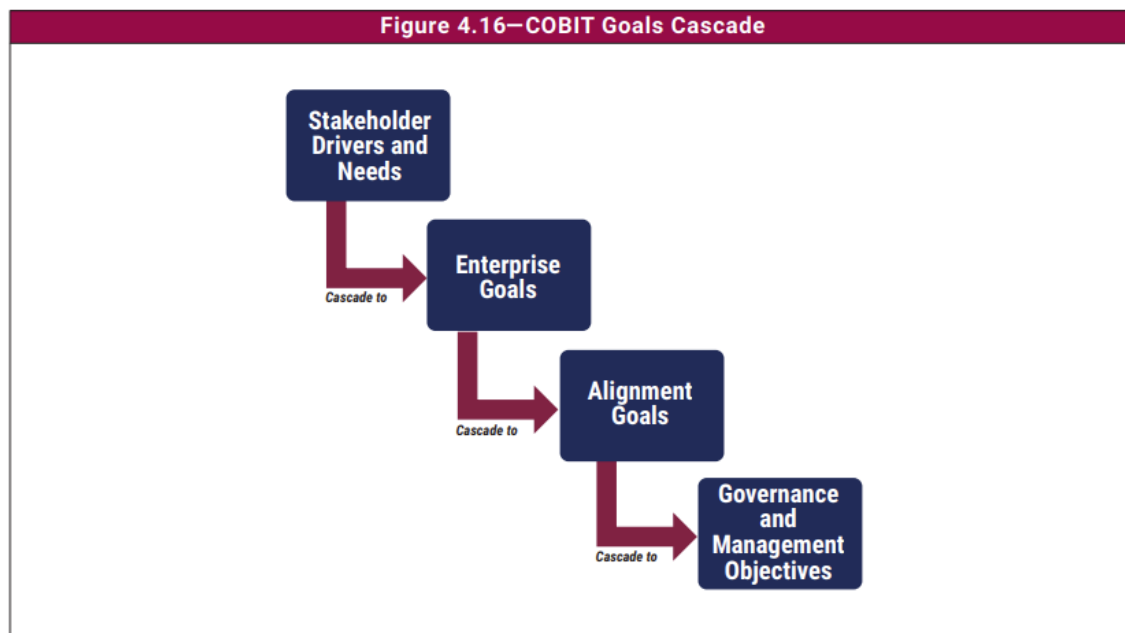 Figure 4.16—COBIT Goals Cascade
Stakeholder
Drivers and
Needs
Cascade to
Enterprise
Goals
Cascade to
Alignment
Goals
Cascade to
Governance
and
Management
Objectives